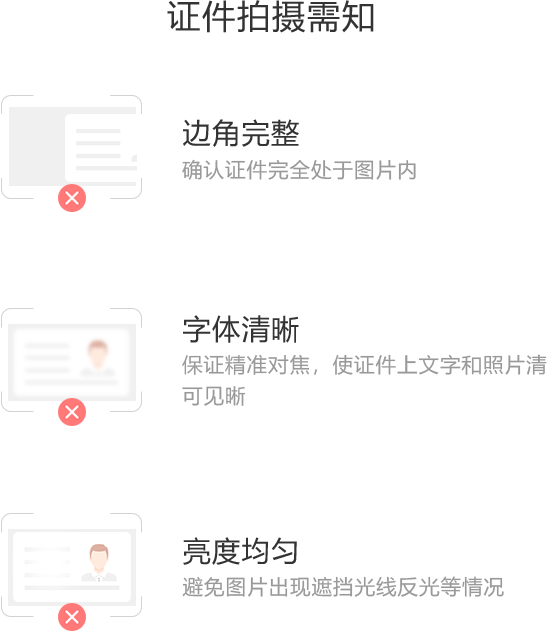 证件拍摄需知
边角完整
确认证件完全处于图片内
字体清晰
保证精准对焦，使证件上文字和照片清
可见晰
亮度均匀
避免图片出现遮挡光线反光等情况